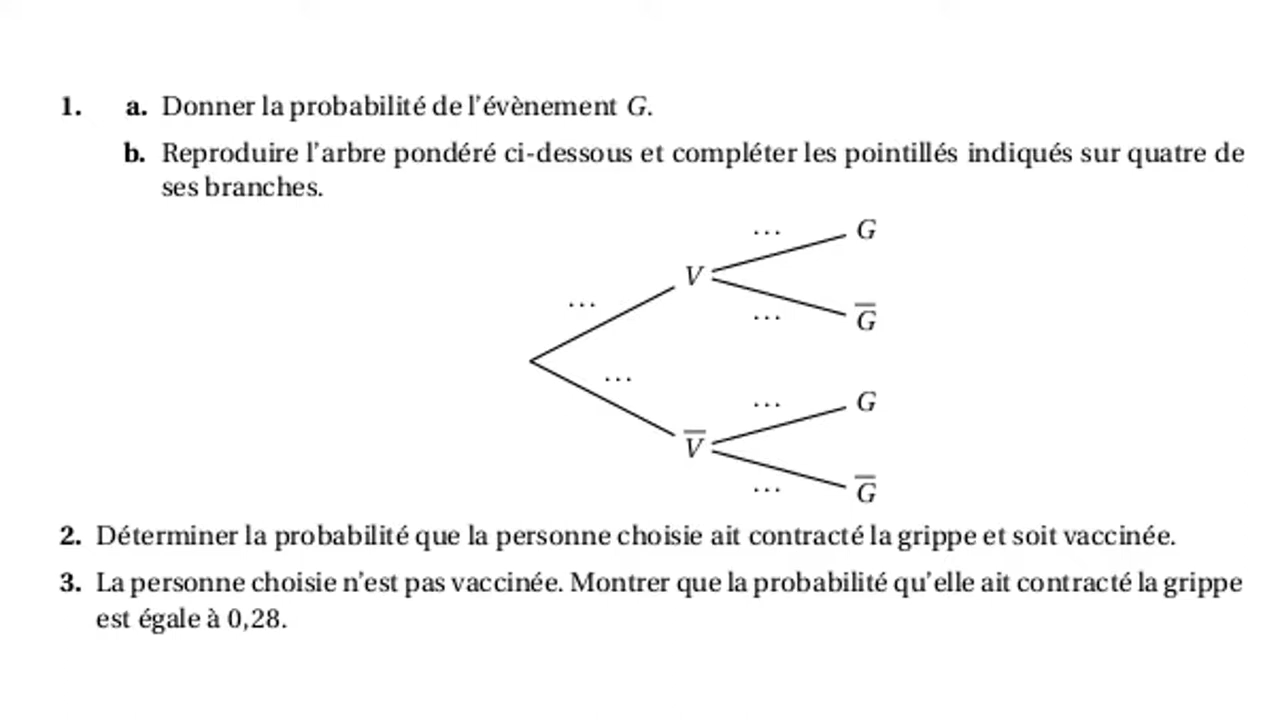 1. a. Donner la probabilité de l'évènement G.
b. Reproduire l'arbre pondéré ci-dessous et compléter les pointillés indiqués sur quatre de
ses branches.
... G
V
... G̅
...
...
... G
V̅
... G̅
2. Déterminer la probabilité que la personne choisie ait contracté la grippe et soit vaccinée.
3. La personne choisie n'est pas vaccinée. Montrer que la probabilité qu'elle ait contracté la grippe
est égale à 0,28.